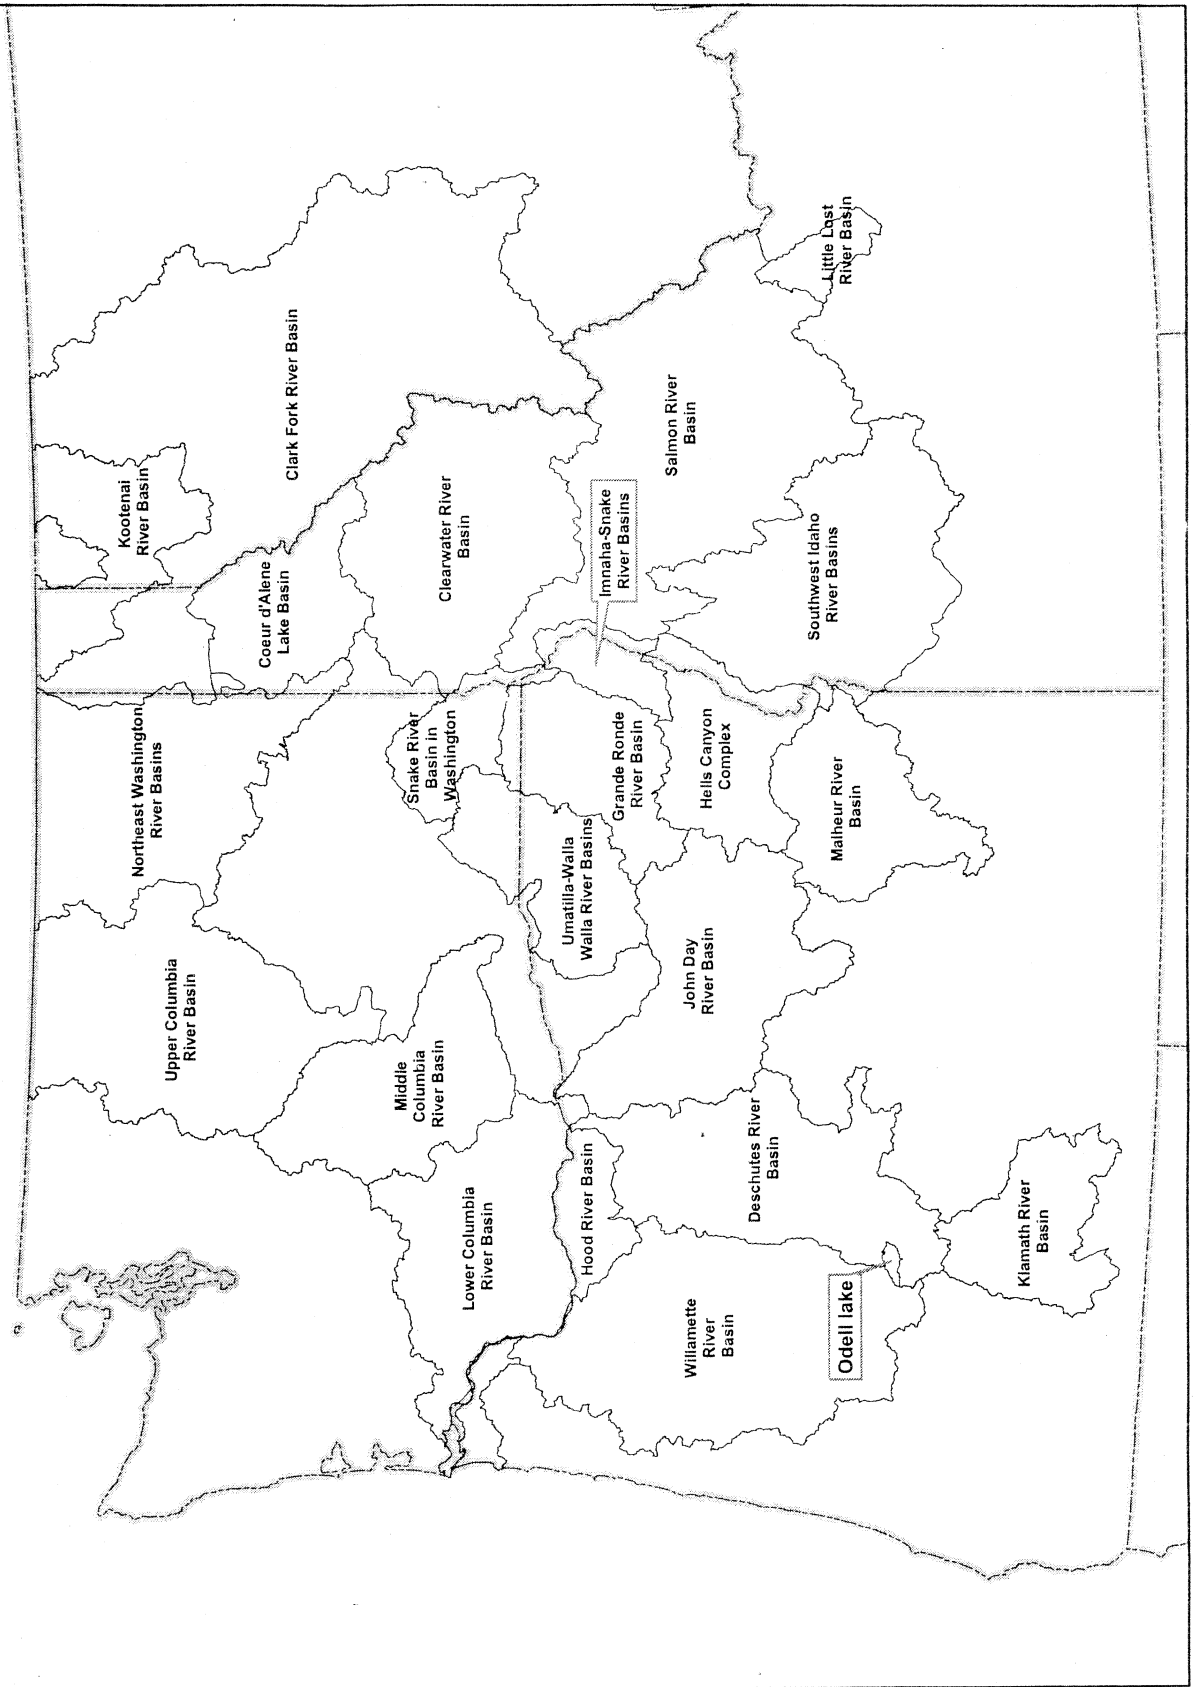 Kootenai
River Basin
Clark Fork River Basin
Coeur d'Alene
Lake Basin
Clearwater River
Basin
Northeast Washington
River Basins
Snake River
Basin in
Washington
Upper Columbia
River Basin
Middle
Columbia
River Basin
Lower Columbia
River Basin
Hood River Basin
Umatilla-Walla
Walla River Basins
Grande Ronde
River Basin
Imnaha-Snake
River Basins
Salmon River
Basin
Little Lost
River Basin
Southwest Idaho
River Basins
Hells Canyon
Complex
Malheur River
Basin
John Day
River Basin
Deschutes River
Basin
Willamette
River
Basin
Odell lake
Klamath River
Basin